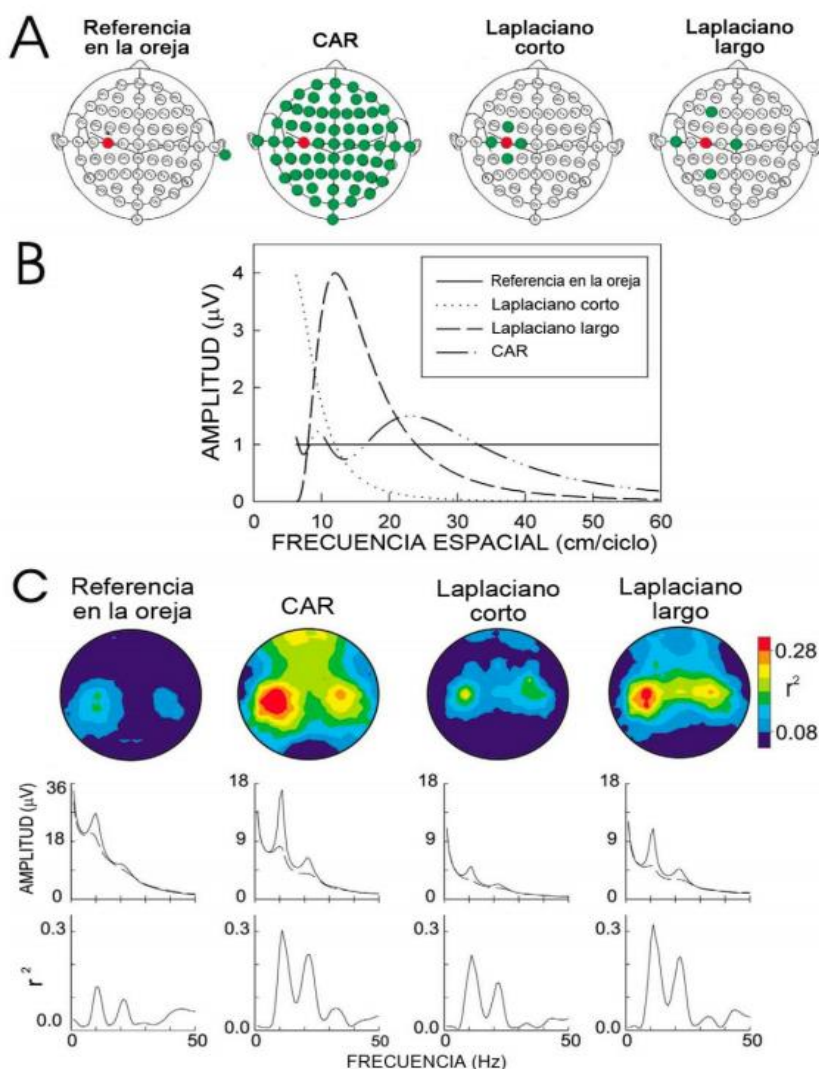 A
Referencia
en la oreja
CAR
Laplaciano
corto
Laplaciano
largo
B
AMPLITUD (μV)
4
3
2
1
0
Referencia en la oreja
Laplaciano corto
Laplaciano largo
CAR
0 10 20 30 40 50 60
FRECUENCIA ESPACIAL (cm/ciclo)
C
Referencia
en la oreja
CAR
Laplaciano
corto
Laplaciano
largo
0.28
r²
0.08
AMPLITUD (μV)
36
18
0
18
9
0
18
9
0
18
9
0
r²
0.3
0.0
0.3
0.0
0.3
0.0
0.3
0.0
0 50 0 50 0 50 0 50
FRECUENCIA (Hz)